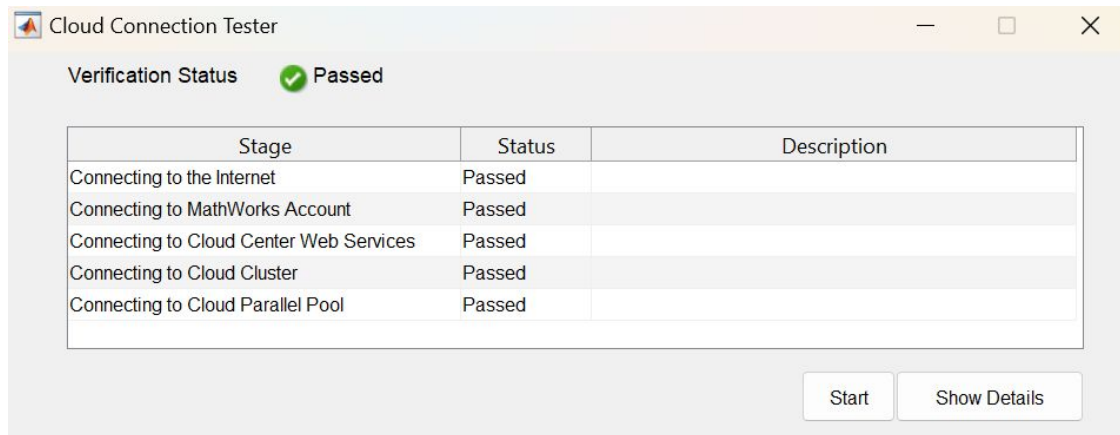 Cloud Connection Tester
Verification Status Passed
Stage Status Description
Connecting to the Internet Passed
Connecting to MathWorks Account Passed
Connecting to Cloud Center Web Services Passed
Connecting to Cloud Cluster Passed
Connecting to Cloud Parallel Pool Passed
Start Show Details